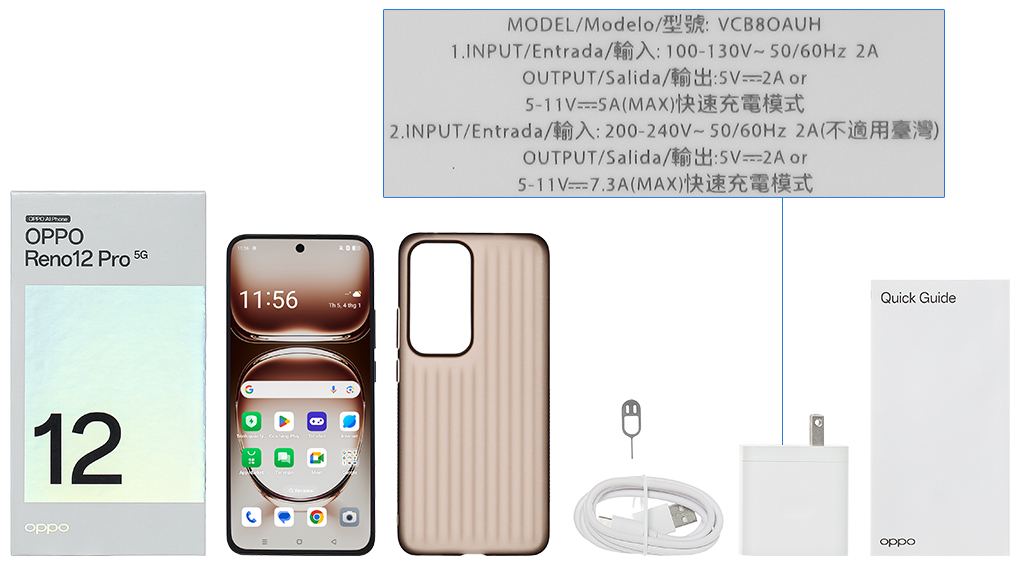 MODEL/Modelo/型號: VCB8OAUH
1.INPUT/Entrada/輸入: 100-130V~ 50/60Hz 2A
OUTPUT/Salida/輸出:5V⎓2A or
5-11V⎓5A(MAX)快速充電模式
2.INPUT/Entrada/輸入: 200-240V~ 50/60Hz 2A(不適用臺灣)
OUTPUT/Salida/輸出:5V⎓2A or
5-11V⎓7.3A(MAX)快速充電模式
OPPO AI Phone
OPPO
Reno12 Pro 5G
12
oppo
11:56
11:56
Th 5, 4 thg 1
Internet
Quick Guide
oppo